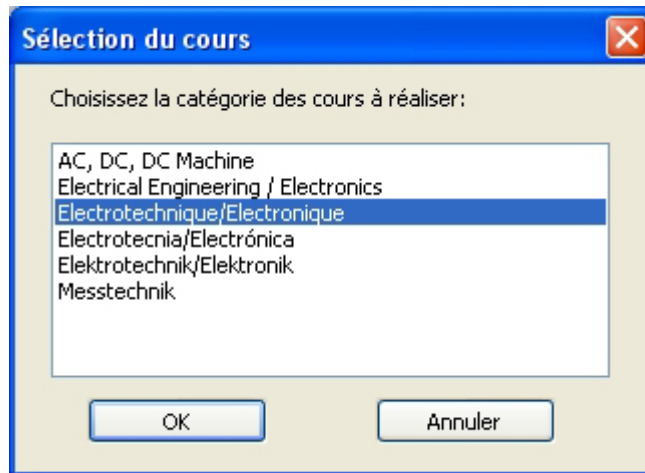 Sélection du cours
Choisissez la catégorie des cours à réaliser:
AC, DC, DC Machine
Electrical Engineering / Electronics
Electrotechnique/Electronique
Electrotecnia/Electrónica
Elektrotechnik/Elektronik
Messtechnik
OK Annuler